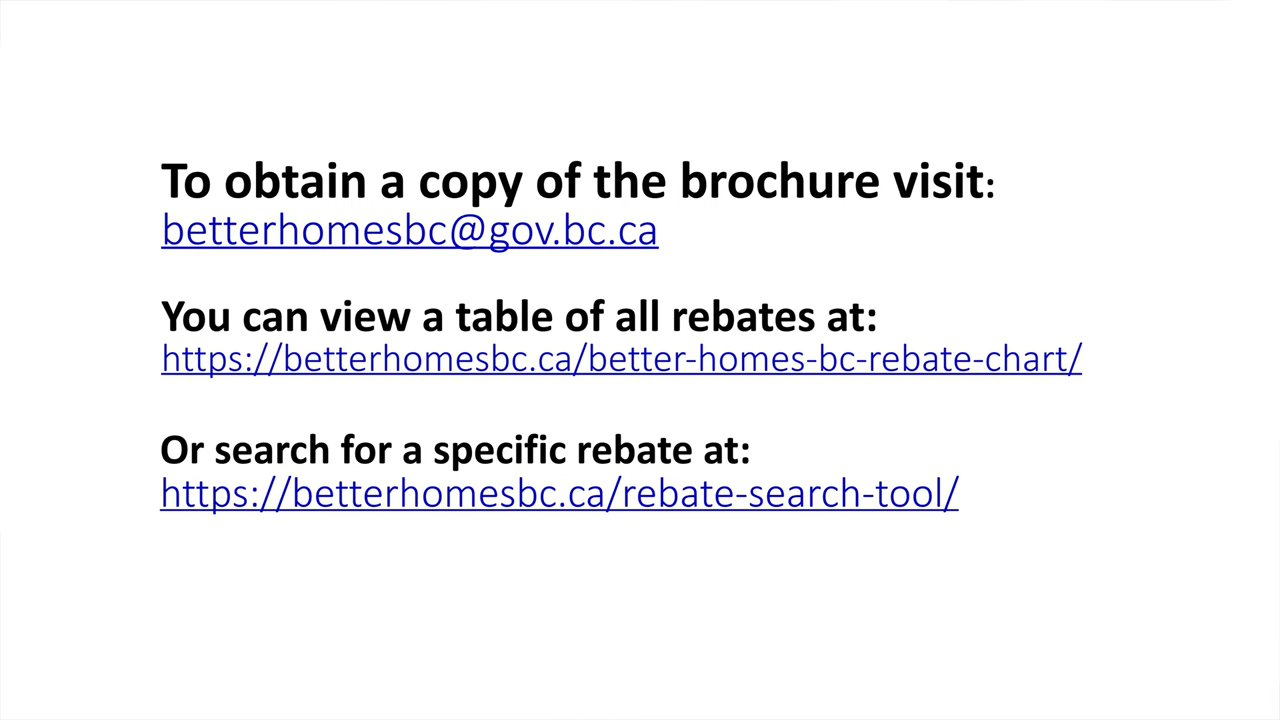 To obtain a copy of the brochure visit:
betterhomesbc@gov.bc.ca
You can view a table of all rebates at:
https://betterhomesbc.ca/better-homes-bc-rebate-chart/
Or search for a specific rebate at:
https://betterhomesbc.ca/rebate-search-tool/